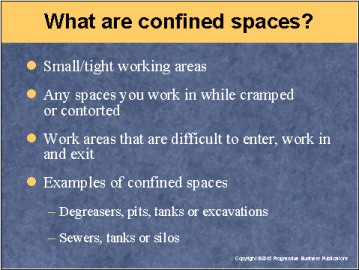 What are confined spaces?
Small/tight working areas
Any spaces you work in while cramped
or contorted
Work areas that are difficult to enter, work in
and exit
Examples of confined spaces
– Degreasers, pits, tanks or excavations
– Sewers, tanks or silos
Copyright Progressive Business Publications